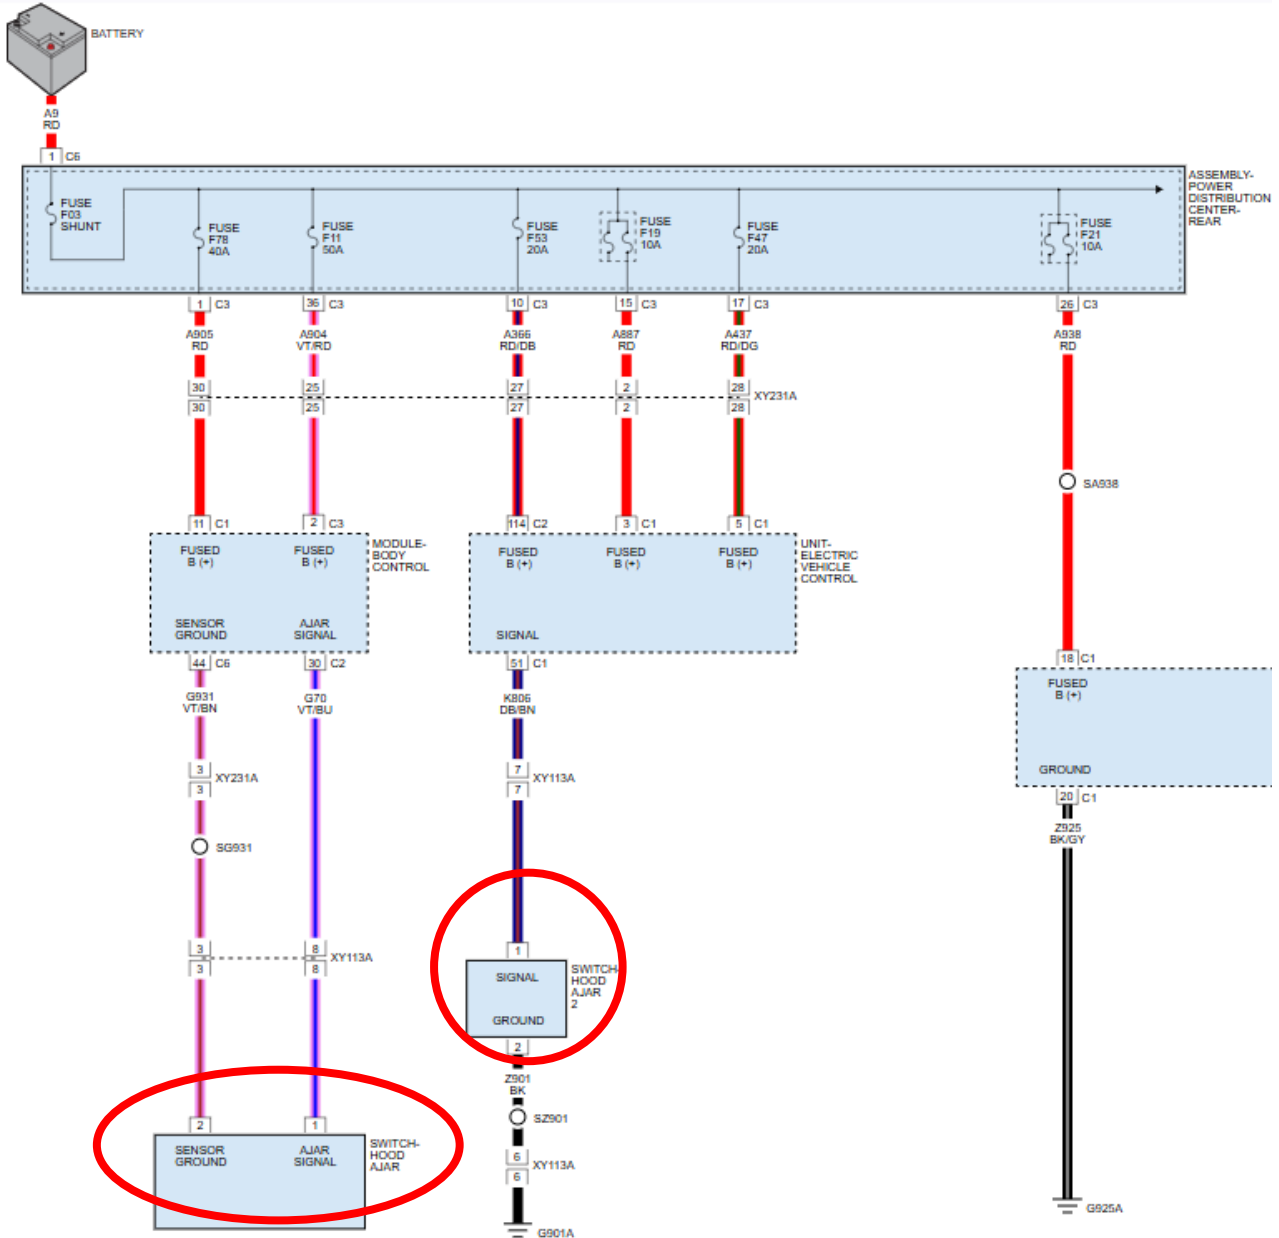 BATTERY
A9
RD
1 C6
ASSEMBLY-
POWER
DISTRIBUTION
CENTER-
REAR
FUSE
F03
SHUNT
FUSE
F78
40A
FUSE
F11
50A
FUSE
F53
20A
FUSE
F19
10A
FUSE
F47
20A
FUSE
F21
10A
1 C3
36 C3
10 C3
15 C3
17 C3
26 C3
A905
RD
A904
VT/RD
A366
RD/DB
A887
RD
A437
RD/DG
A938
RD
30 25 27 2 28
XY231A
30 25 27 2 28
SA938
11 C1
2 C3
114 C2
3 C1
5 C1
FUSED
B (+)
FUSED
B (+)
MODULE-
BODY
CONTROL
FUSED
B (+)
FUSED
B (+)
FUSED
B (+)
UNIT-
ELECTRIC
VEHICLE
CONTROL
SENSOR
GROUND
AJAR
SIGNAL
SIGNAL
44 C6
30 C2
51 C1
18 C1
FUSED
B (+)
GROUND
20 C1
Z925
BK/GY
G931
VT/BN
G70
VT/BU
K806
DB/BN
3
XY231A
3
7
XY113A
7
SG931
3 8
XY113A
3 8
1
SIGNAL
GROUND
SWITCH-
HOOD
AJAR
2
2
Z901
BK
SZ901
6
XY113A
6
G901A
2 1
SENSOR
GROUND
AJAR
SIGNAL
SWITCH-
HOOD
AJAR
G925A